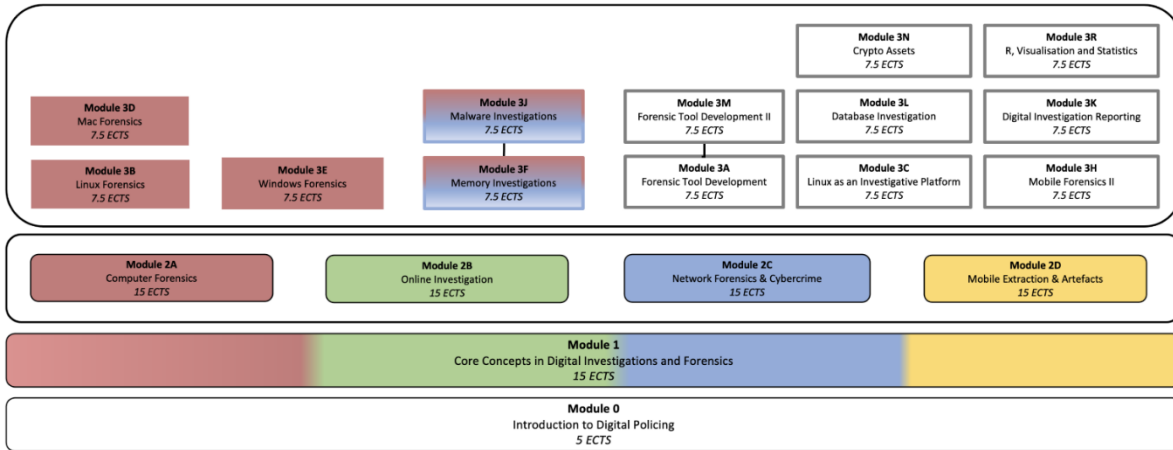 Module 3N
Crypto Assets
7.5 ECTS
Module 3R
R, Visualisation and Statistics
7.5 ECTS
Module 3D
Mac Forensics
7.5 ECTS
Module 3J
Malware Investigations
7.5 ECTS
Module 3M
Forensic Tool Development II
7.5 ECTS
Module 3L
Database Investigation
7.5 ECTS
Module 3K
Digital Investigation Reporting
7.5 ECTS
Module 3B
Linux Forensics
7.5 ECTS
Module 3E
Windows Forensics
7.5 ECTS
Module 3F
Memory Investigations
7.5 ECTS
Module 3A
Forensic Tool Development
7.5 ECTS
Module 3C
Linux as an Investigative Platform
7.5 ECTS
Module 3H
Mobile Forensics II
7.5 ECTS
Module 2A
Computer Forensics
15 ECTS
Module 2B
Online Investigation
15 ECTS
Module 2C
Network Forensics & Cybercrime
15 ECTS
Module 2D
Mobile Extraction & Artefacts
15 ECTS
Module 1
Core Concepts in Digital Investigations and Forensics
15 ECTS
Module 0
Introduction to Digital Policing
5 ECTS